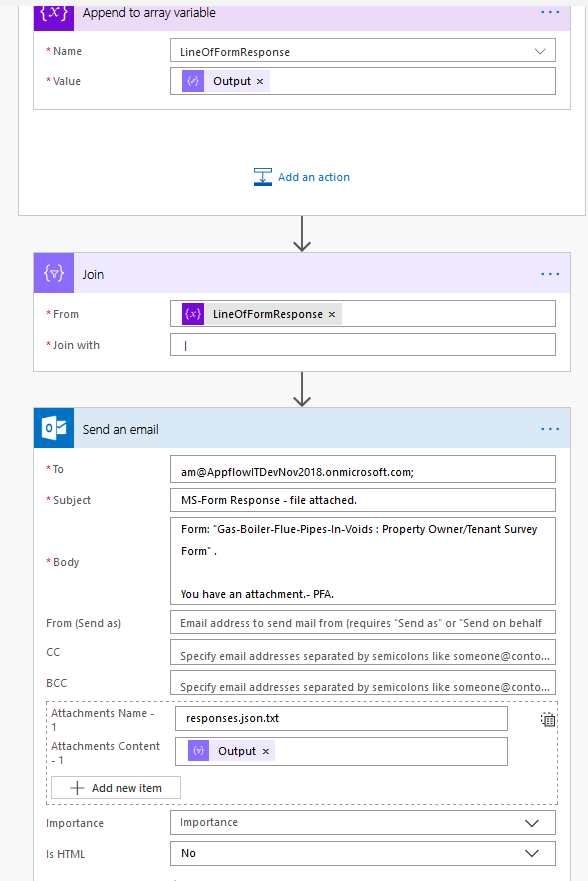 {x} Append to array variable ...
* Name LineOfFormResponse
* Value Output ×
Add an action
Join ...
* From {x} LineOfFormResponse ×
* Join with |
Send an email ...
* To am@AppflowITDevNov2018.onmicrosoft.com;
* Subject MS-Form Response - file attached.
* Body Form: "Gas-Boiler-Flue-Pipes-In-Voids : Property Owner/Tenant Survey
Form" .
You have an attachment.- PFA.
From (Send as) Email address to send mail from (requires "Send as" or "Send on behalf
CC Specify email addresses separated by semicolons like someone@conto...
BCC Specify email addresses separated by semicolons like someone@conto...
Attachments Name -
1 responses.json.txt
Attachments Content
- 1 Output ×
+ Add new item
Importance Importance
Is HTML No